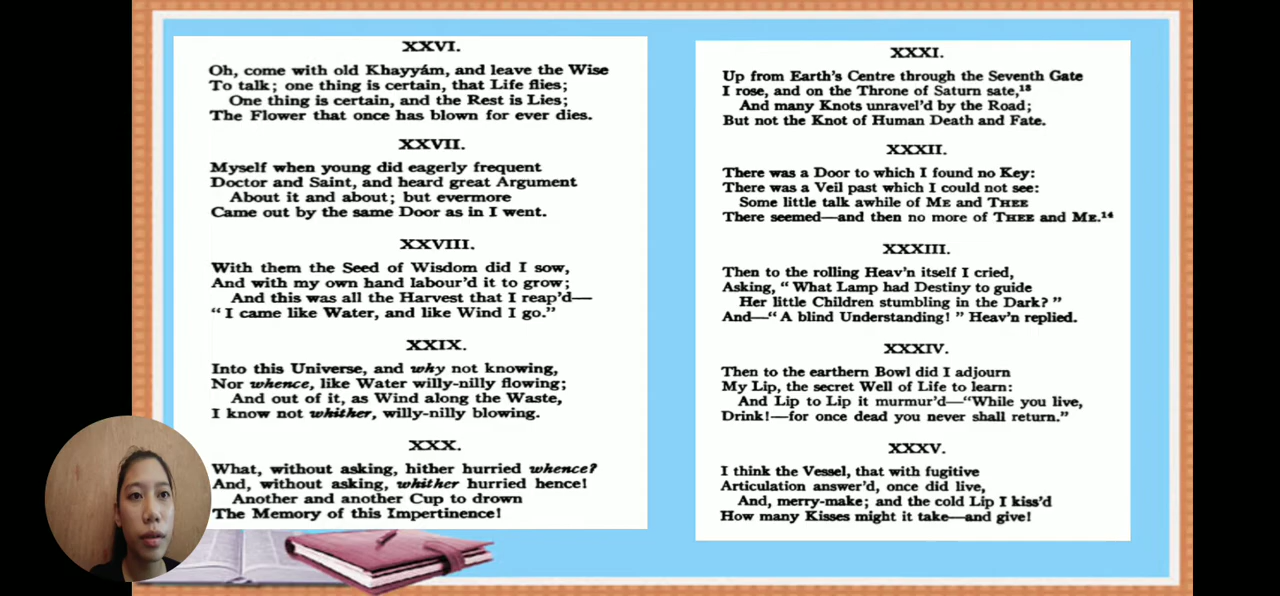 XXVI.
Oh, come with old Khayyám, and leave the Wise
To talk; one thing is certain, that Life flies;
One thing is certain, and the Rest is Lies;
The Flower that once has blown for ever dies.
XXVII.
Myself when young did eagerly frequent
Doctor and Saint, and heard great Argument
About it and about; but evermore
Came out by the same Door as in I went.
XXVIII.
With them the Seed of Wisdom did I sow,
And with my own hand labour'd it to grow;
And this was all the Harvest that I reap'd—
"I came like Water, and like Wind I go."
XXIX.
Into this Universe, and why not knowing,
Nor whence, like Water willy-nilly flowing;
And out of it, as Wind along the Waste,
I know not whither, willy-nilly blowing.
XXX.
What, without asking, hither hurried whence?
And, without asking, whither hurried hence!
Another and another Cup to drown
The Memory of this Impertinence!
XXXI.
Up from Earth's Centre through the Seventh Gate
I rose, and on the Throne of Saturn sate,¹³
And many Knots unravel'd by the Road;
But not the Knot of Human Death and Fate.
XXXII.
There was a Door to which I found no Key:
There was a Veil past which I could not see:
Some little talk awhile of ME and THEE
There seemed—and then no more of THEE and ME.¹⁴
XXXIII.
Then to the rolling Heav'n itself I cried,
Asking, "What Lamp had Destiny to guide
Her little Children stumbling in the Dark?"
And—"A blind Understanding!" Heav'n replied.
XXXIV.
Then to the earthern Bowl did I adjourn
My Lip, the secret Well of Life to learn:
And Lip to Lip it murmur'd—"While you live,
Drink!—for once dead you never shall return."
XXXV.
I think the Vessel, that with fugitive
Articulation answer'd, once did live,
And, merry-make; and the cold Lip I kiss'd
How many Kisses might it take—and give!